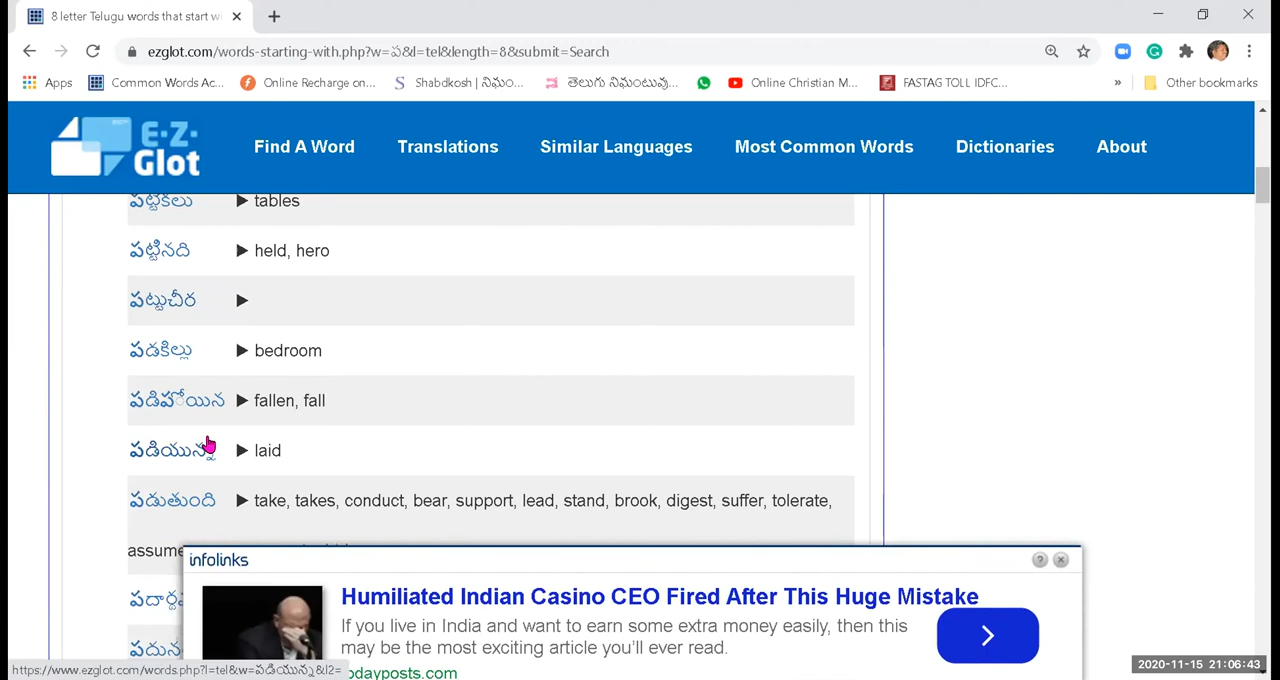 8 letter Telugu words that start wi
ezglot.com/words-starting-with.php?w=ప&l=tel&length=8&submit=Search
Apps Common Words Ac... Online Recharge on... Shabdkosh | నిఘం... తెలుగు నిఘంటువు... Online Christian M... FASTAG TOLL IDFC... » Other bookmarks
E·Z·
Glot
Find A Word Translations Similar Languages Most Common Words Dictionaries About
పట్టికలు ▶ tables
పట్టినది ▶ held, hero
పట్టుచీర ▶
పడకిల్లు ▶ bedroom
పడిపోయిన ▶ fallen, fall
పడియున్న ▶ laid
పడుతుంది ▶ take, takes, conduct, bear, support, lead, stand, brook, digest, suffer, tolerate,
assume
infolinks
Humiliated Indian Casino CEO Fired After This Huge Mistake
If you live in India and want to earn some extra money easily, then this
may be the most exciting article you'll ever read.
odayposts.com
https://www.ezglot.com/words.php?l=tel&w=పడియున్న&l2=
2020-11-15 21:06:43